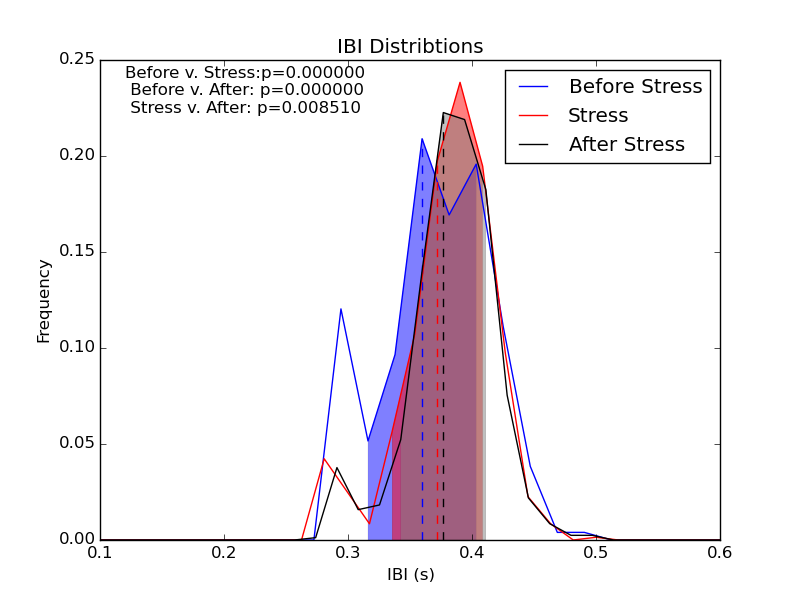 IBI Distribtions
Before v. Stress:p=0.000000
Before v. After: p=0.000000
Stress v. After: p=0.008510
Before Stress
Stress
After Stress
Frequency
0.25
0.20
0.15
0.10
0.05
0.00
0.1 0.2 0.3 0.4 0.5 0.6
IBI (s)